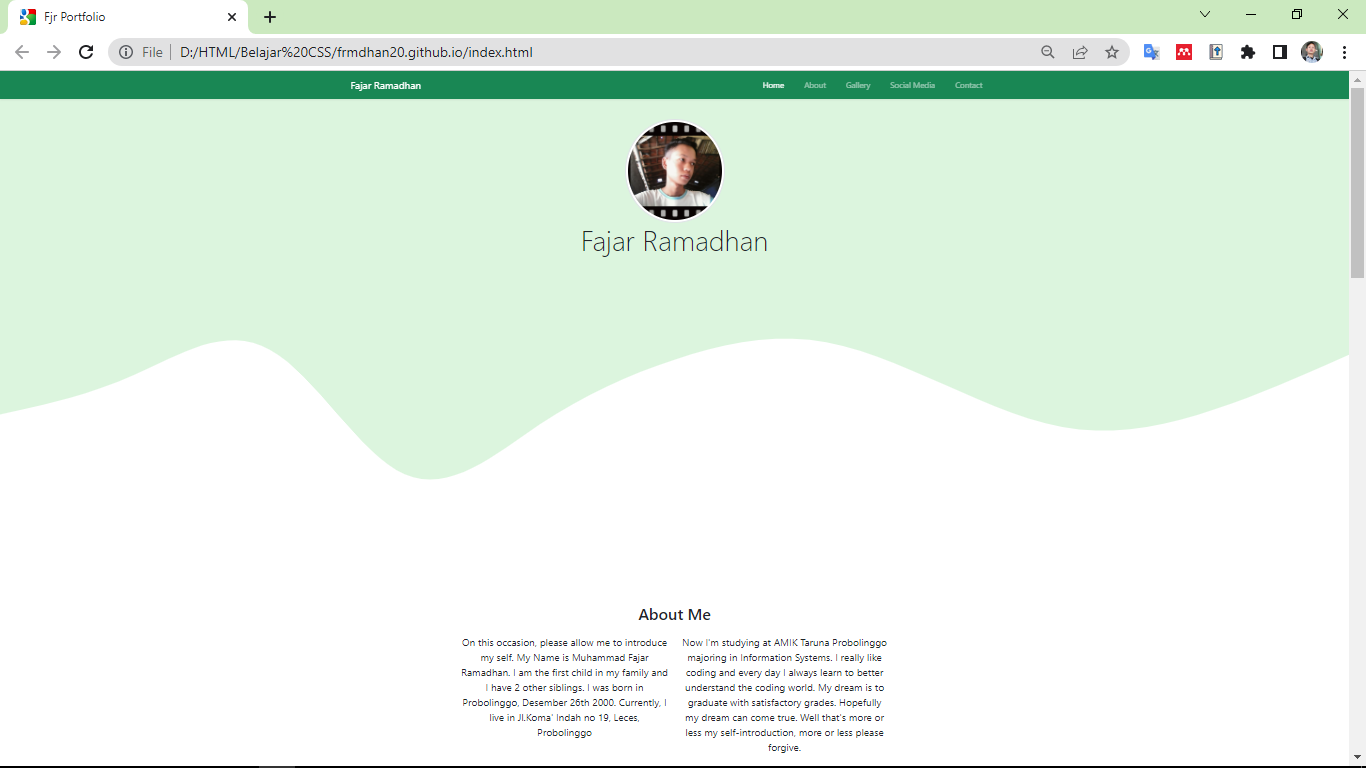 Fjr Portfolio
File D:/HTML/Belajar%20CSS/frmdhan20.github.io/index.html
Fajar Ramadhan Home About Gallery Social Media Contact
Fajar Ramadhan
About Me
On this occasion, please allow me to introduce
my self. My Name is Muhammad Fajar
Ramadhan. I am the first child in my family and
I have 2 other siblings. I was born in
Probolinggo, Desember 26th 2000. Currently, I
live in Jl.Koma' Indah no 19, Leces,
Probolinggo
Now I'm studying at AMIK Taruna Probolinggo
majoring in Information Systems. I really like
coding and every day I always learn to better
understand the coding world. My dream is to
graduate with satisfactory grades. Hopefully
my dream can come true. Well that's more or
less my self-introduction, more or less please
forgive.